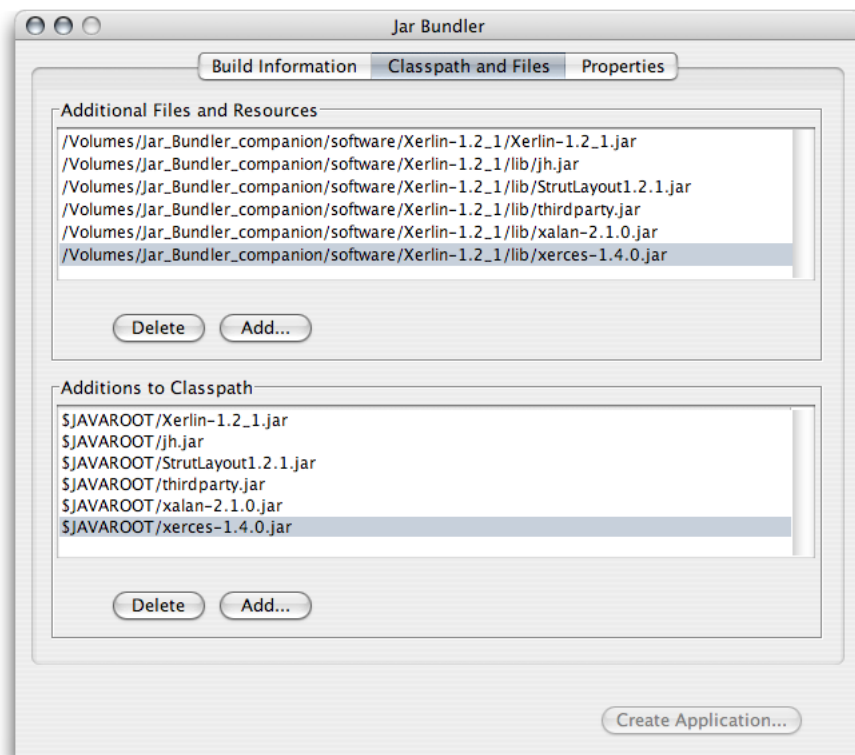 Jar Bundler
Build Information Classpath and Files Properties
Additional Files and Resources
/Volumes/Jar_Bundler_companion/software/Xerlin-1.2_1/Xerlin-1.2_1.jar
/Volumes/Jar_Bundler_companion/software/Xerlin-1.2_1/lib/jh.jar
/Volumes/Jar_Bundler_companion/software/Xerlin-1.2_1/lib/StrutLayout1.2.1.jar
/Volumes/Jar_Bundler_companion/software/Xerlin-1.2_1/lib/thirdparty.jar
/Volumes/Jar_Bundler_companion/software/Xerlin-1.2_1/lib/xalan-2.1.0.jar
/Volumes/Jar_Bundler_companion/software/Xerlin-1.2_1/lib/xerces-1.4.0.jar
Delete Add...
Additions to Classpath
$JAVAROOT/Xerlin-1.2_1.jar
$JAVAROOT/jh.jar
$JAVAROOT/StrutLayout1.2.1.jar
$JAVAROOT/thirdparty.jar
$JAVAROOT/xalan-2.1.0.jar
$JAVAROOT/xerces-1.4.0.jar
Delete Add...
Create Application...